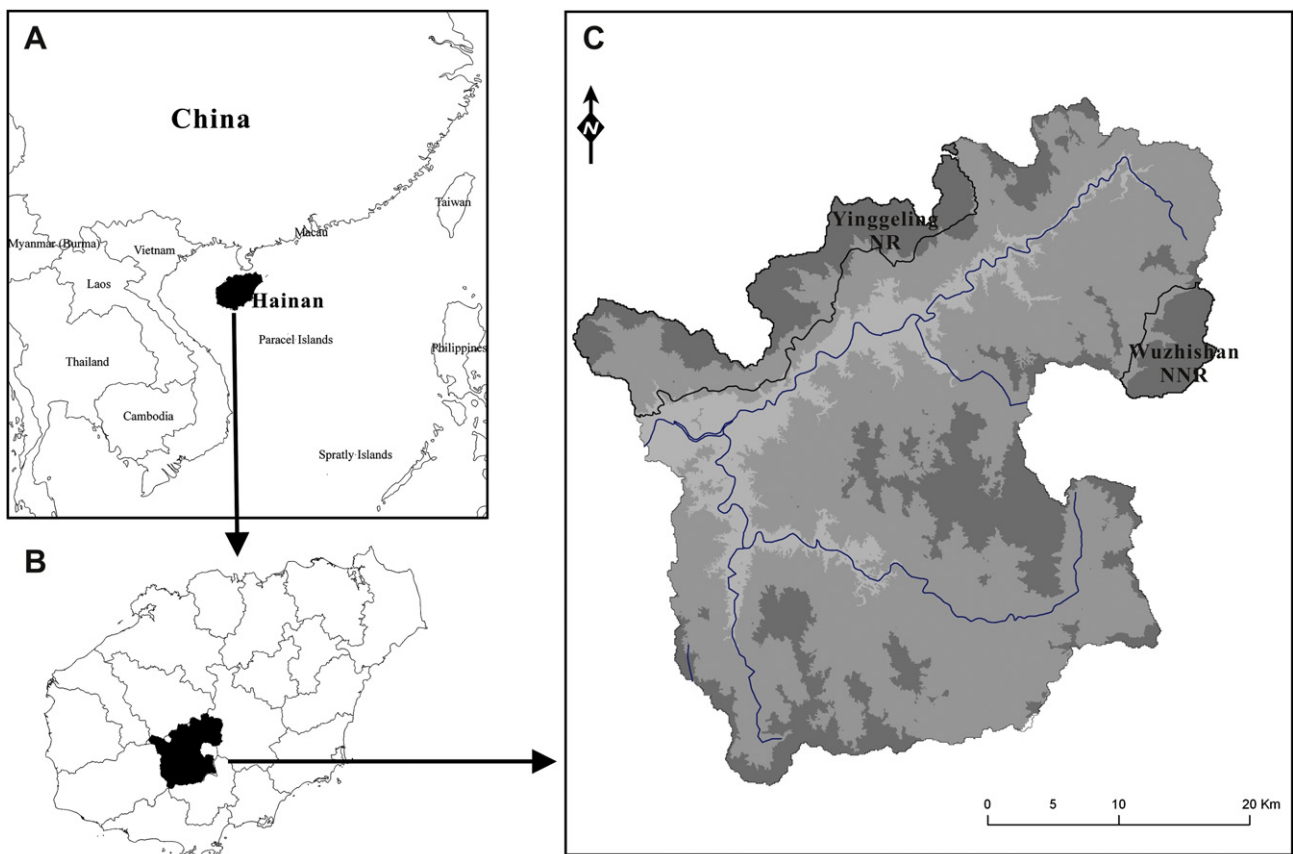 A
China
Taiwan
Macau
Myanmar (Burma)
Vietnam
Laos
Hainan
Paracel Islands
Thailand
Philippines
Cambodia
Spratly Islands
B
C
N
Yinggeling
NR
Wuzhishan
NNR
0 5 10 20 Km